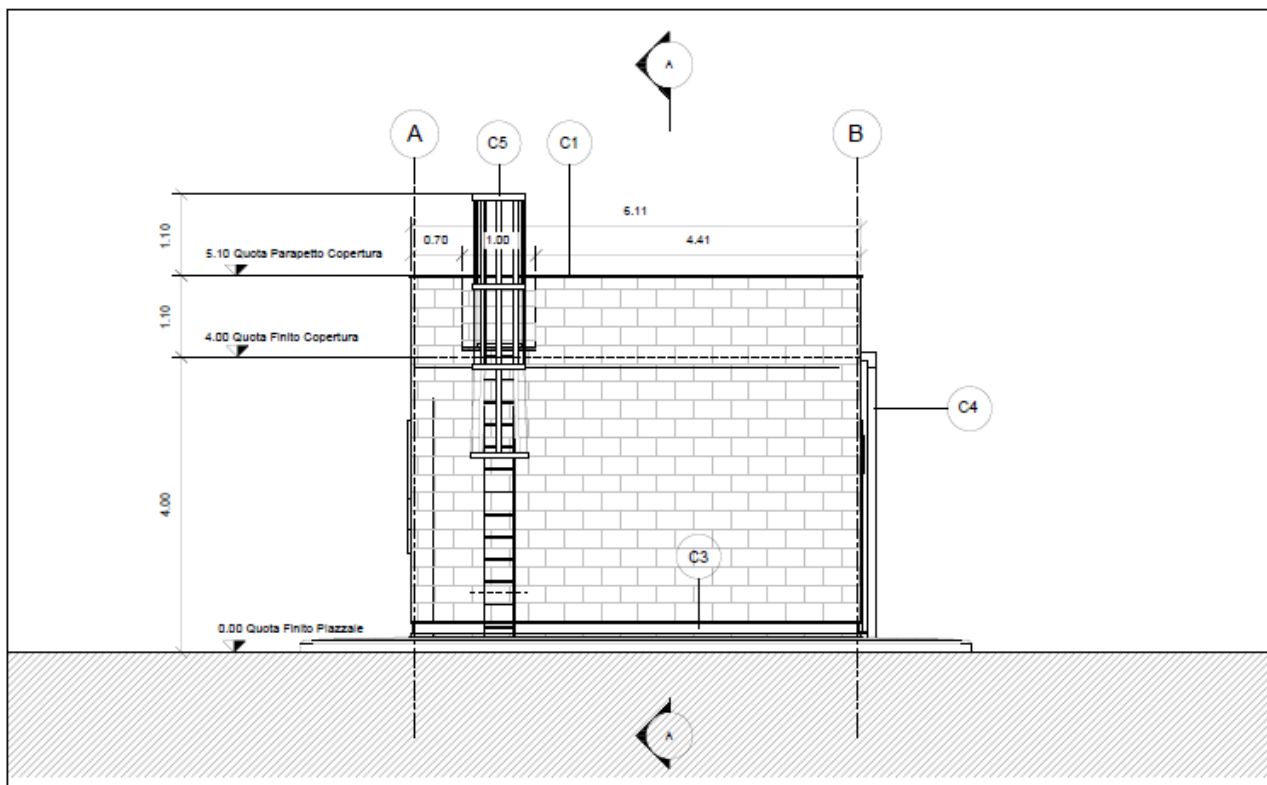 A
A
C5
C1
B
6.11
0.70
1.00
4.41
1.10
5.10 Quota Parapetto Copertura
1.10
4.00 Quota Finito Copertura
C4
4.00
C3
0.00 Quota Finito Piazzale
A